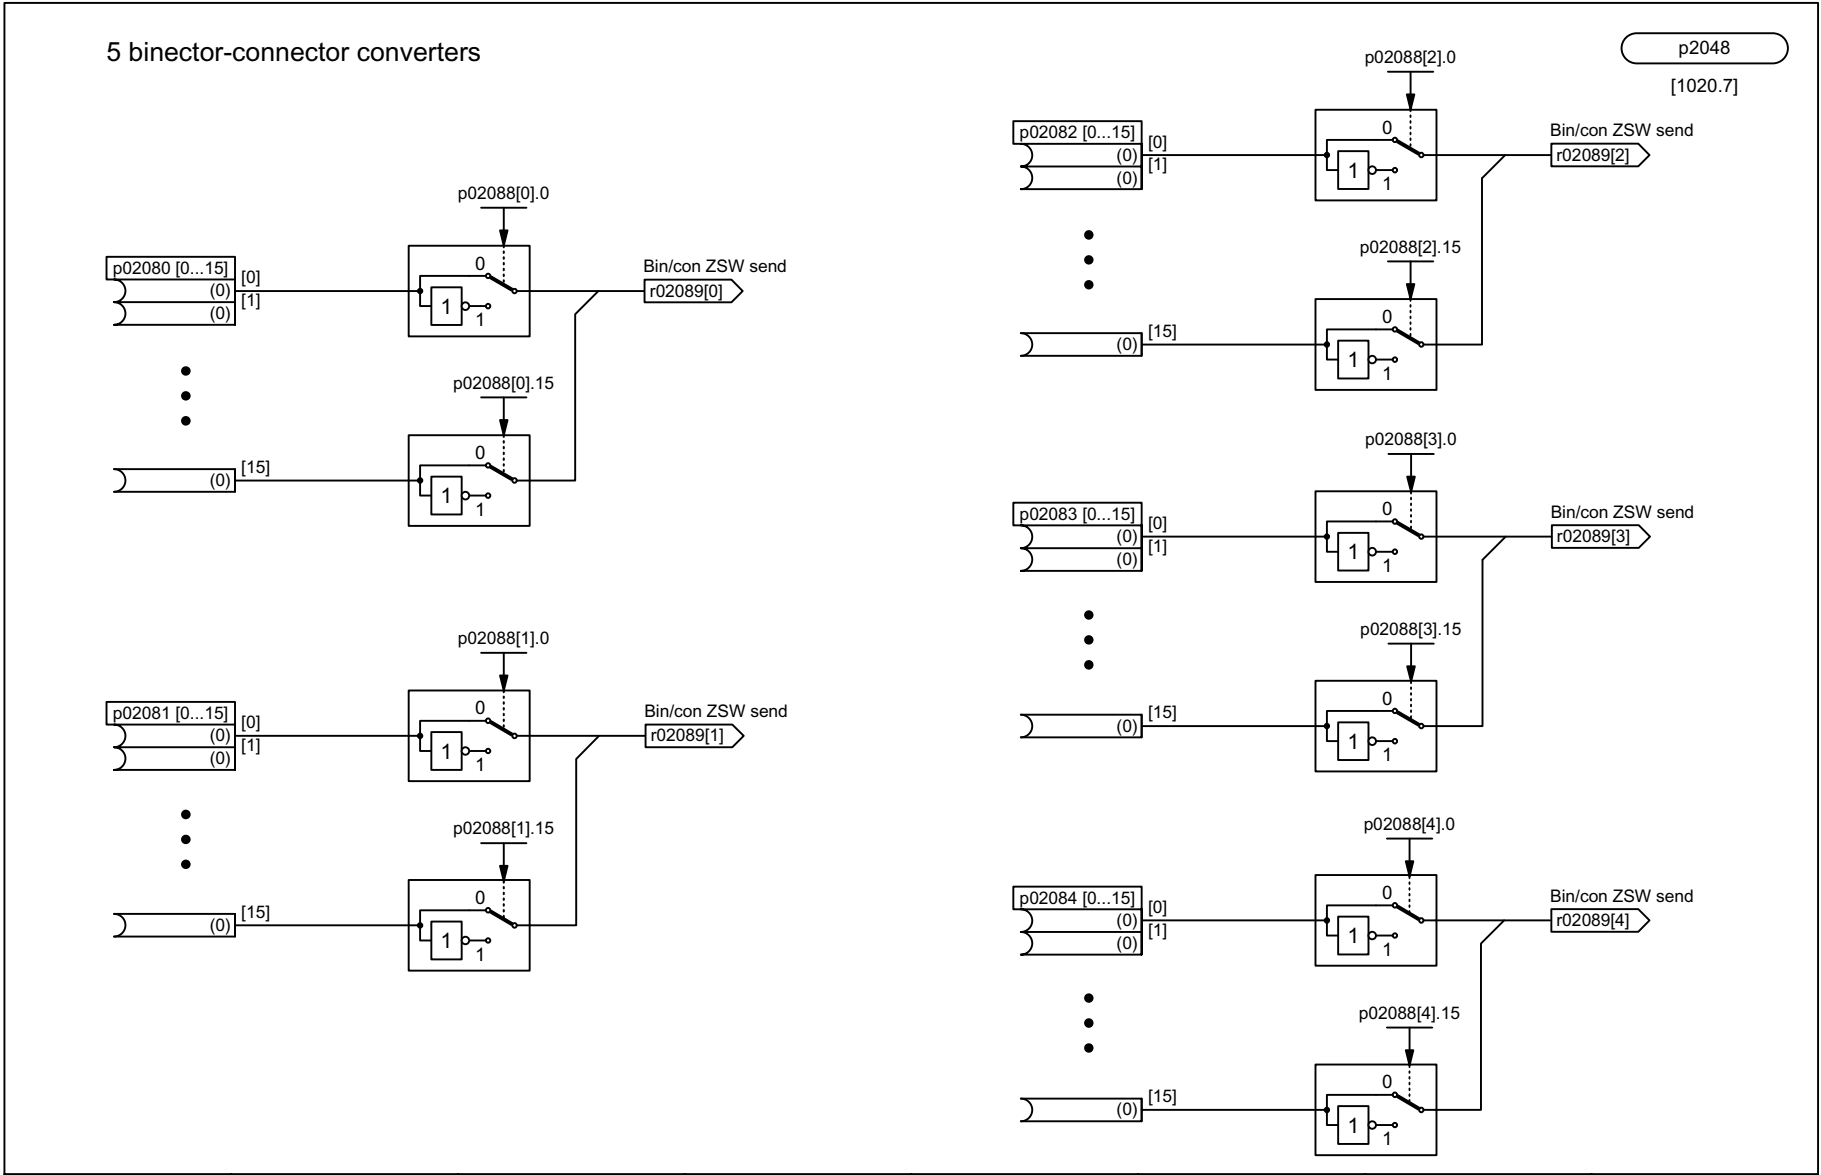 5 binector-connector converters
p2048
[1020.7]
p02088[0].0
p02080 [0...15]
[0]
(0)
[1]
(0)
0
1
1
Bin/con ZSW send
r02089[0]
p02088[0].15
[15]
(0)
0
1
1
p02088[1].0
p02081 [0...15]
[0]
(0)
[1]
(0)
0
1
1
Bin/con ZSW send
r02089[1]
p02088[1].15
[15]
(0)
0
1
1
p02088[2].0
p02082 [0...15]
[0]
(0)
[1]
(0)
0
1
1
Bin/con ZSW send
r02089[2]
p02088[2].15
[15]
(0)
0
1
1
p02088[3].0
p02083 [0...15]
[0]
(0)
[1]
(0)
0
1
1
Bin/con ZSW send
r02089[3]
p02088[3].15
[15]
(0)
0
1
1
p02088[4].0
p02084 [0...15]
[0]
(0)
[1]
(0)
0
1
1
Bin/con ZSW send
r02089[4]
p02088[4].15
[15]
(0)
0
1
1